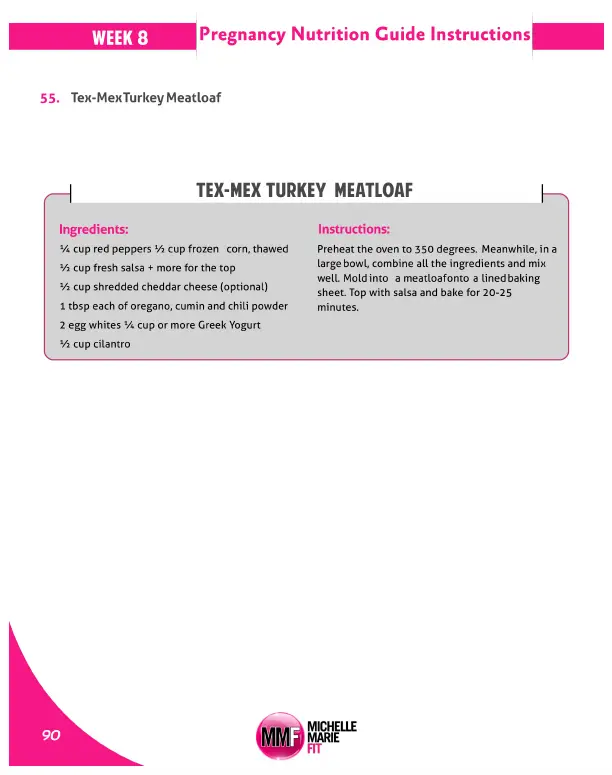 WEEK 8
Pregnancy Nutrition Guide Instructions
55. Tex-MexTurkey Meatloaf
TEX-MEX TURKEY MEATLOAF
Ingredients:
¼ cup red peppers ½ cup frozen corn, thawed
½ cup fresh salsa + more for the top
½ cup shredded cheddar cheese (optional)
1 tbsp each of oregano, cumin and chili powder
2 egg whites ¼ cup or more Greek Yogurt
½ cup cilantro
Instructions:
Preheat the oven to 350 degrees. Meanwhile, in a
large bowl, combine all the ingredients and mix
well. Mold into a meatloafonto a linedbaking
sheet. Top with salsa and bake for 20-25
minutes.
90
MMF
MICHELLE
MARIE
FIT